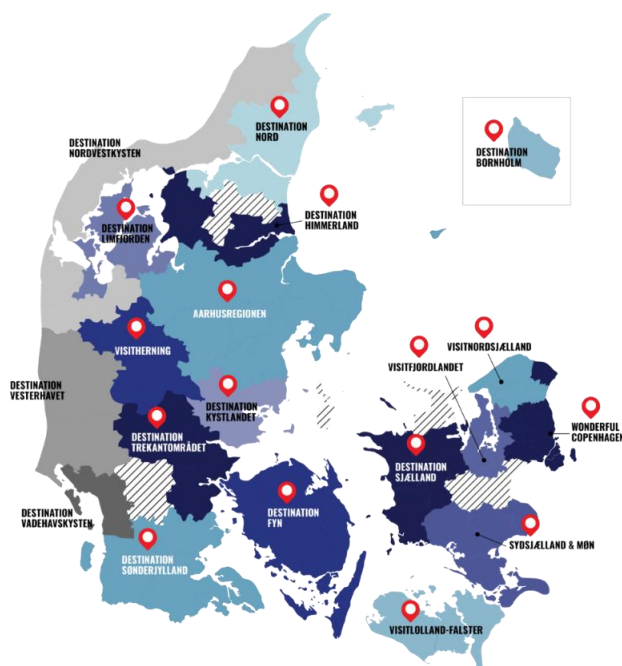 DESTINATION
NORD
DESTINATION
NORDVESTKYSTEN
DESTINATION
BORNHOLM
DESTINATION
HIMMERLAND
DESTINATION
LIMFJORDEN
AARHUSREGIONEN
VISITHERNING
VISITNORDSJÆLLAND
VISITFJORDLANDET
DESTINATION
VESTERHAVET
DESTINATION
KYSTLANDET
WONDERFUL
COPENHAGEN
DESTINATION
TREKANTOMRÅDET
DESTINATION
SJÆLLAND
DESTINATION
VADEHAVSKYSTEN
DESTINATION
FYN
SYDSJÆLLAND & MØN
DESTINATION
SØNDERJYLLAND
VISITLOLLAND-FALSTER